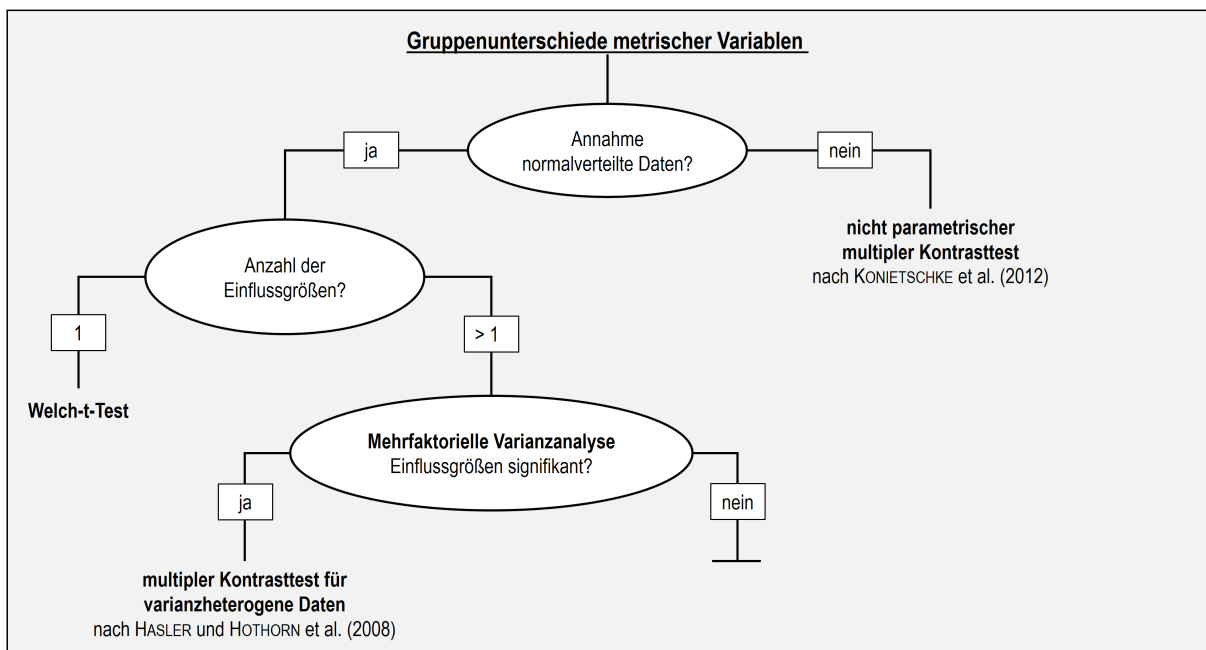 Gruppenunterschiede metrischer Variablen
Annahme
normalverteilte Daten?
ja
nein
nicht parametrischer
multipler Kontrasttest
nach KONIETSCHKE et al. (2012)
Anzahl der
Einflussgrößen?
1
> 1
Welch-t-Test
Mehrfaktorielle Varianzanalyse
Einflussgrößen signifikant?
ja
nein
multipler Kontrasttest für
varianzheterogene Daten
nach HASLER und HOTHORN et al. (2008)